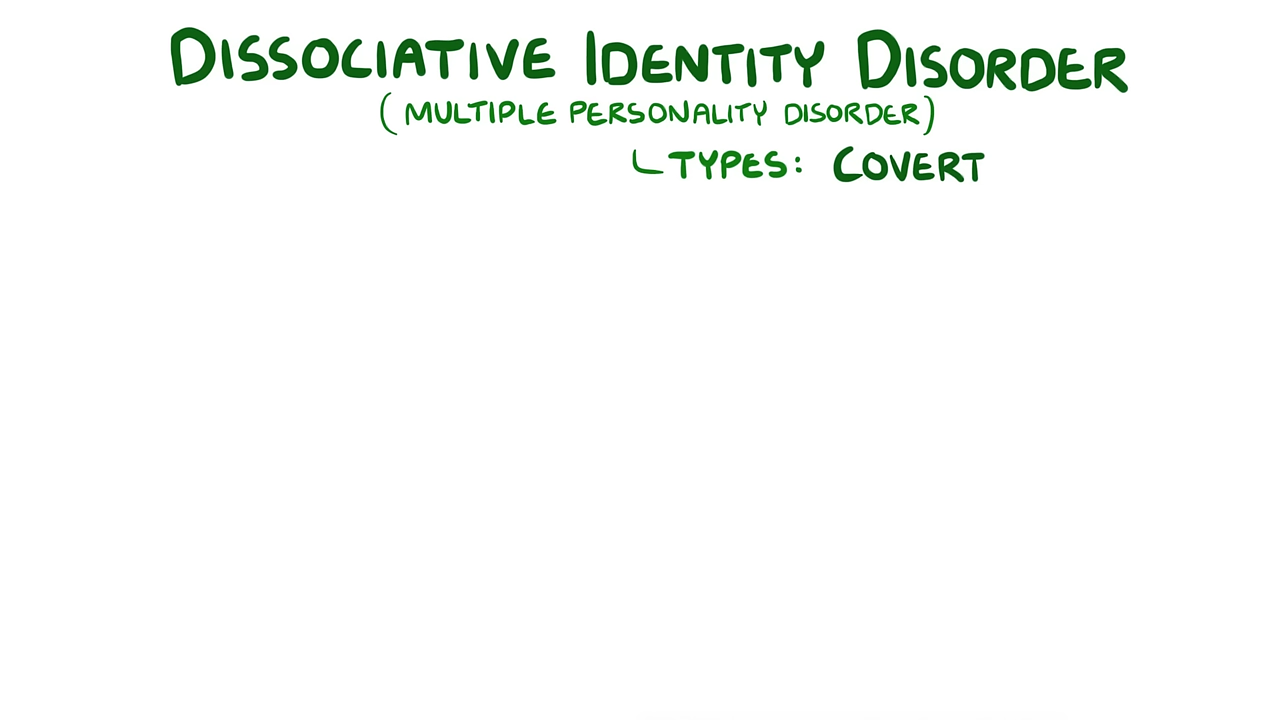 DISSOCIATIVE IDENTITY DISORDER
(MULTIPLE PERSONALITY DISORDER)
TYPES: COVERT